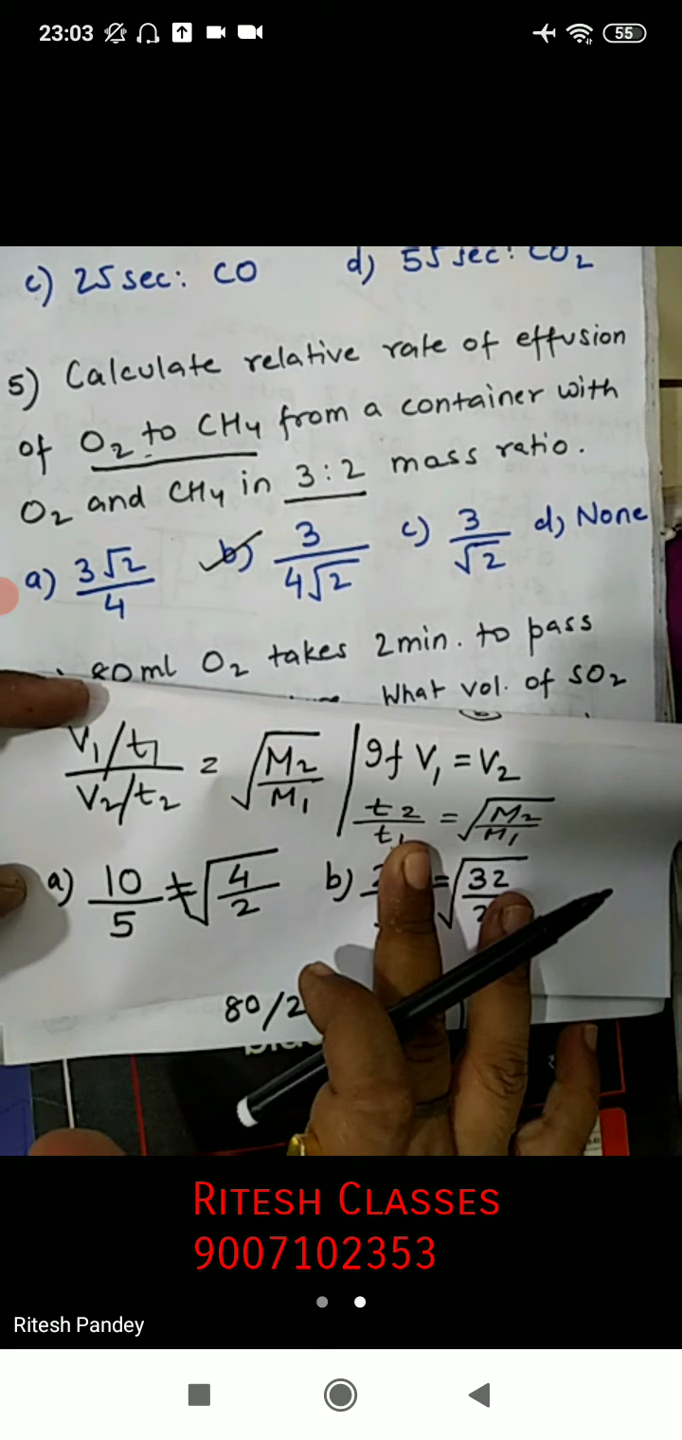 23:03
55
c) 25 sec: CO d) 55 sec: CO2
5) Calculate relative rate of effusion
of O2 to CH4 from a container with
O2 and CH4 in 3:2 mass ratio.
a) 3√2/4 b) 3/4√2 c) 3/√2 d) None
80ml O2 takes 2min. to pass
What vol. of SO2
V1/t1 / V2/t2 = √M2/M1 | If V1 = V2
t2/t1 = √M2/M1
a) 10/5 ≠ √4/2 b) = √32
80/2
RITESH CLASSES
9007102353
Ritesh Pandey